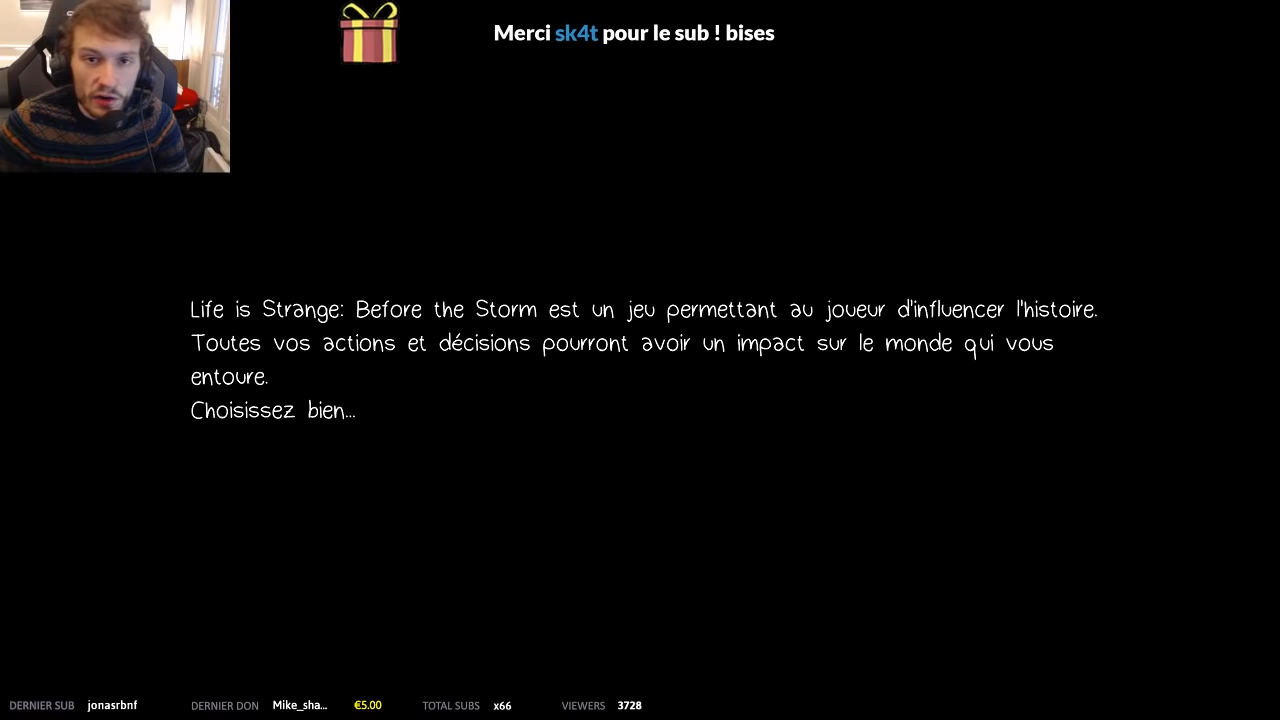 Merci sk4t pour le sub ! bises
Life is Strange: Before the Storm est un jeu permettant au joueur d'influencer l'histoire.
Toutes vos actions et décisions pourront avoir un impact sur le monde qui vous
entoure.
Choisissez bien...
DERNIER SUB jonasrbnf DERNIER DON Mike_sha... €5.00 TOTAL SUBS x66 VIEWERS 3728